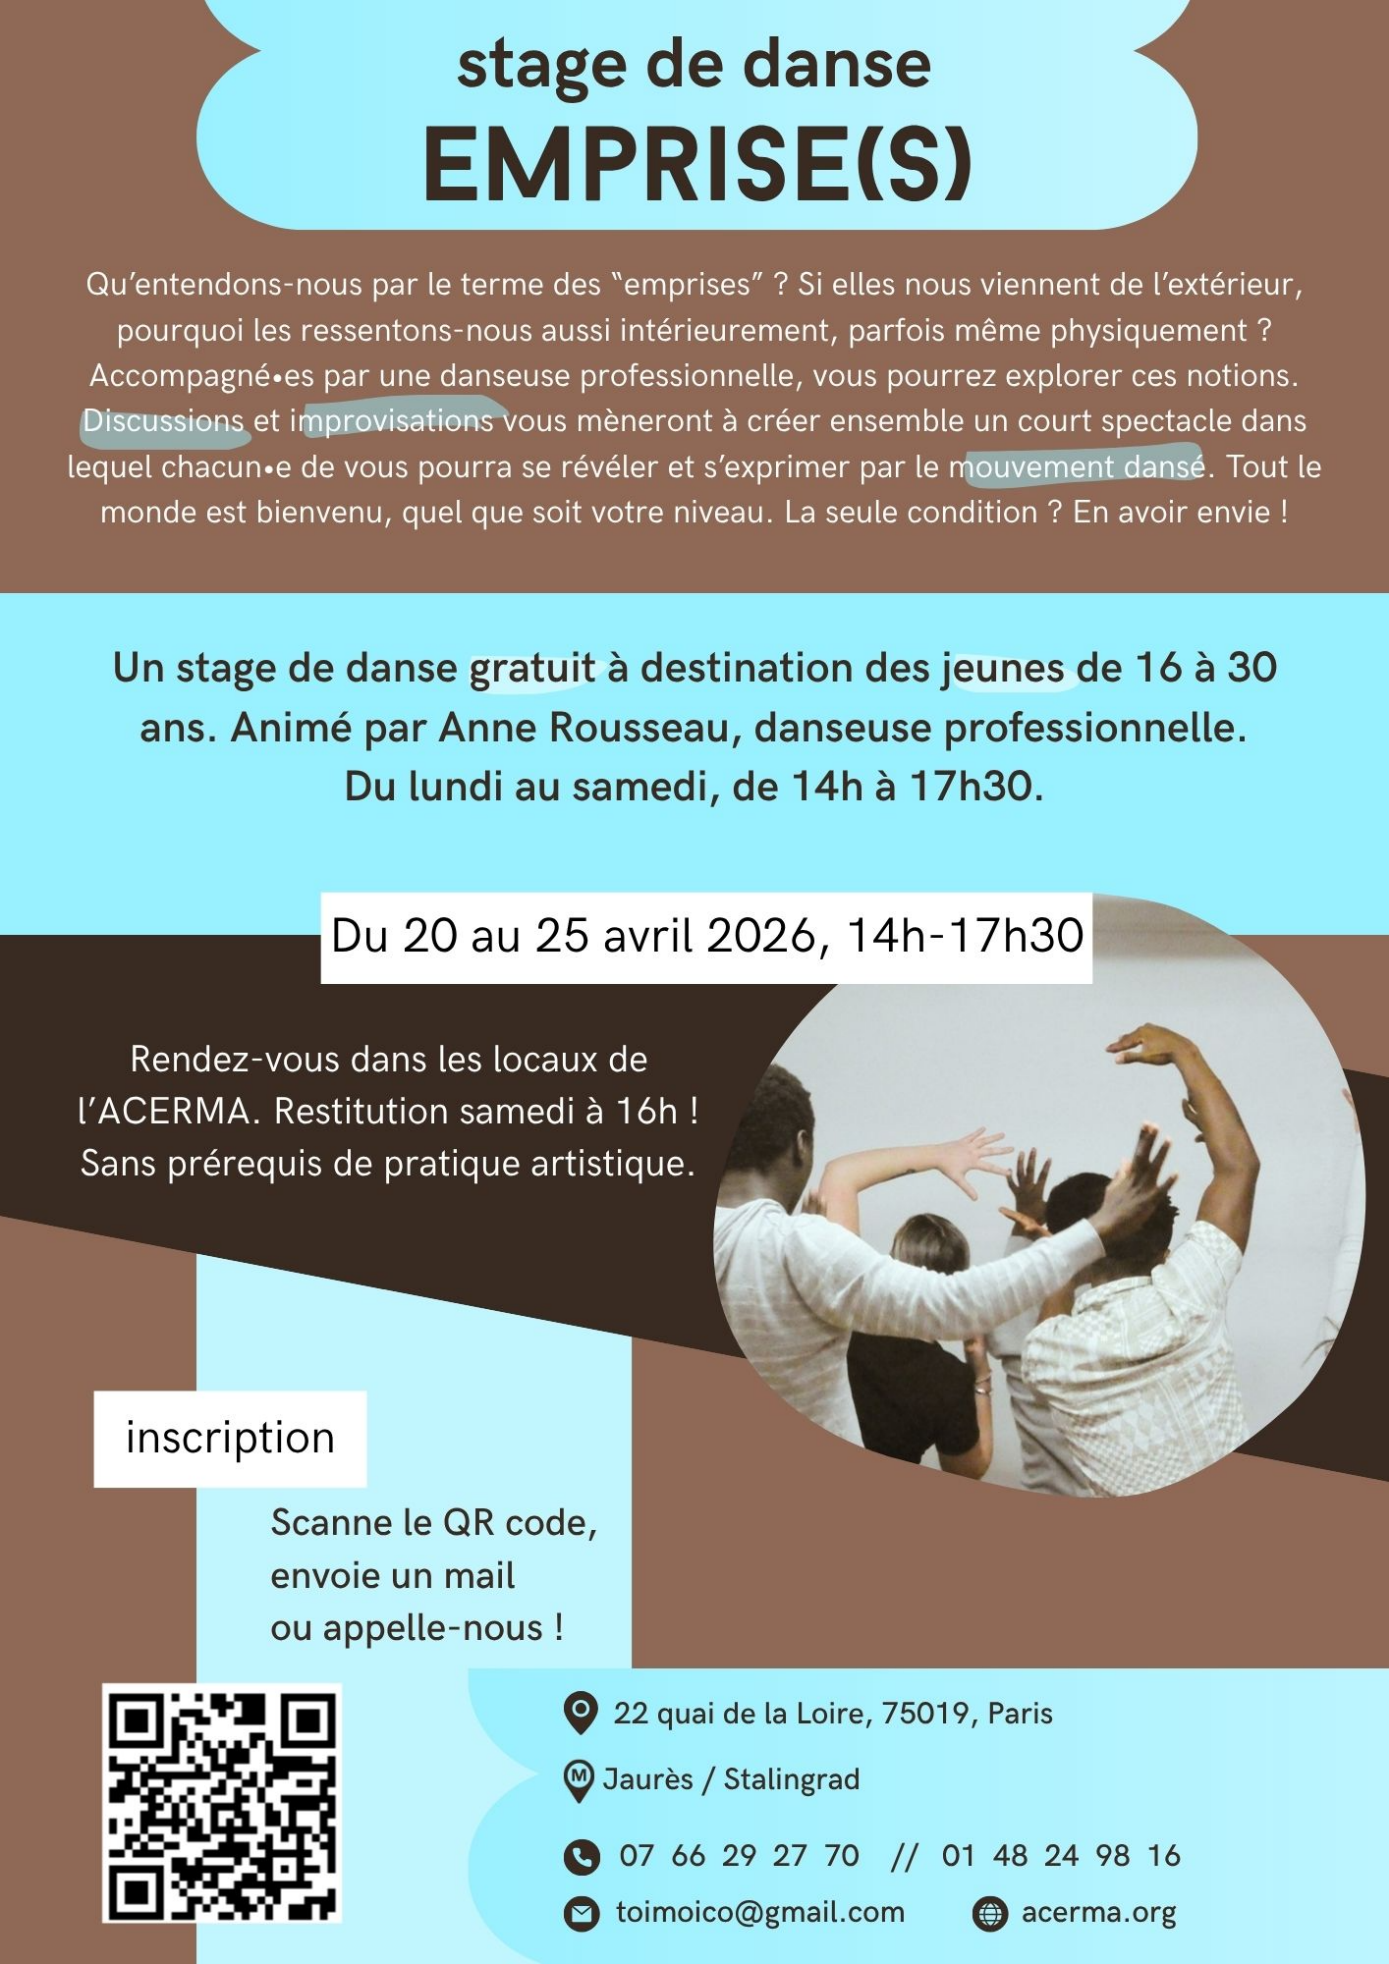 stage de danse
EMPRISE(S)
Qu’entendons-nous par le terme des “emprises” ? Si elles nous viennent de l’extérieur,
pourquoi les ressentons-nous aussi intérieurement, parfois même physiquement ?
Accompagné•es par une danseuse professionnelle, vous pourrez explorer ces notions.
Discussions et improvisations vous mèneront à créer ensemble un court spectacle dans
lequel chacun•e de vous pourra se révéler et s’exprimer par le mouvement dansé. Tout le
monde est bienvenu, quel que soit votre niveau. La seule condition ? En avoir envie !
Un stage de danse gratuit à destination des jeunes de 16 à 30
ans. Animé par Anne Rousseau, danseuse professionnelle.
Du lundi au samedi, de 14h à 17h30.
Du 20 au 25 avril 2026, 14h-17h30
Rendez-vous dans les locaux de
l’ACERMA. Restitution samedi à 16h !
Sans prérequis de pratique artistique.
inscription
Scanne le QR code,
envoie un mail
ou appelle-nous !
22 quai de la Loire, 75019, Paris
M Jaurès / Stalingrad
07 66 29 27 70 // 01 48 24 98 16
toimoico@gmail.com acerma.org